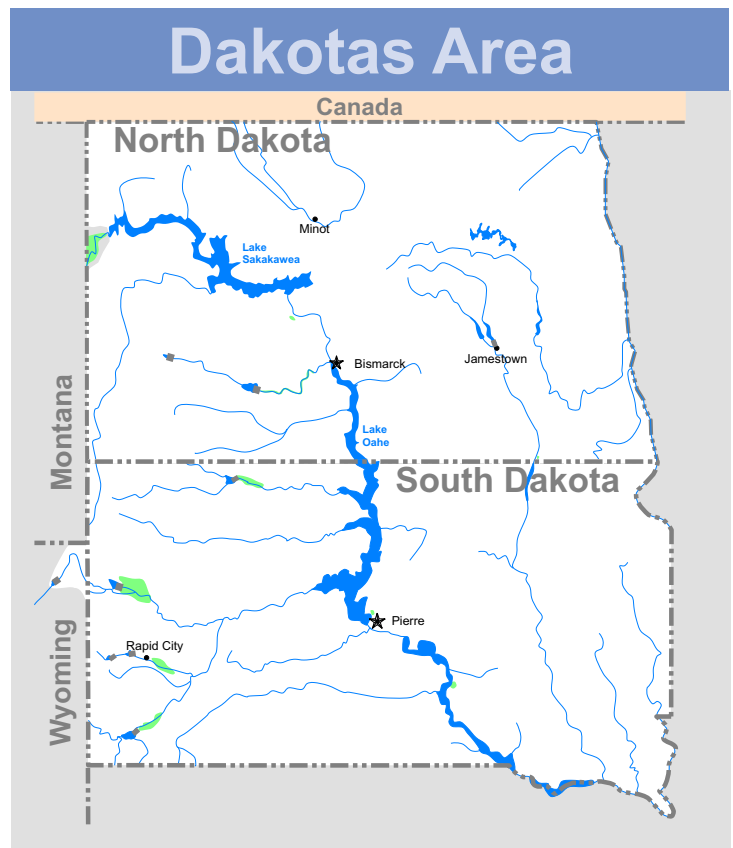 Dakotas Area
Canada
North Dakota
Minot
Lake
Sakakawea
Bismarck
Jamestown
Montana
Lake
Oahe
South Dakota
Pierre
Rapid City
Wyoming